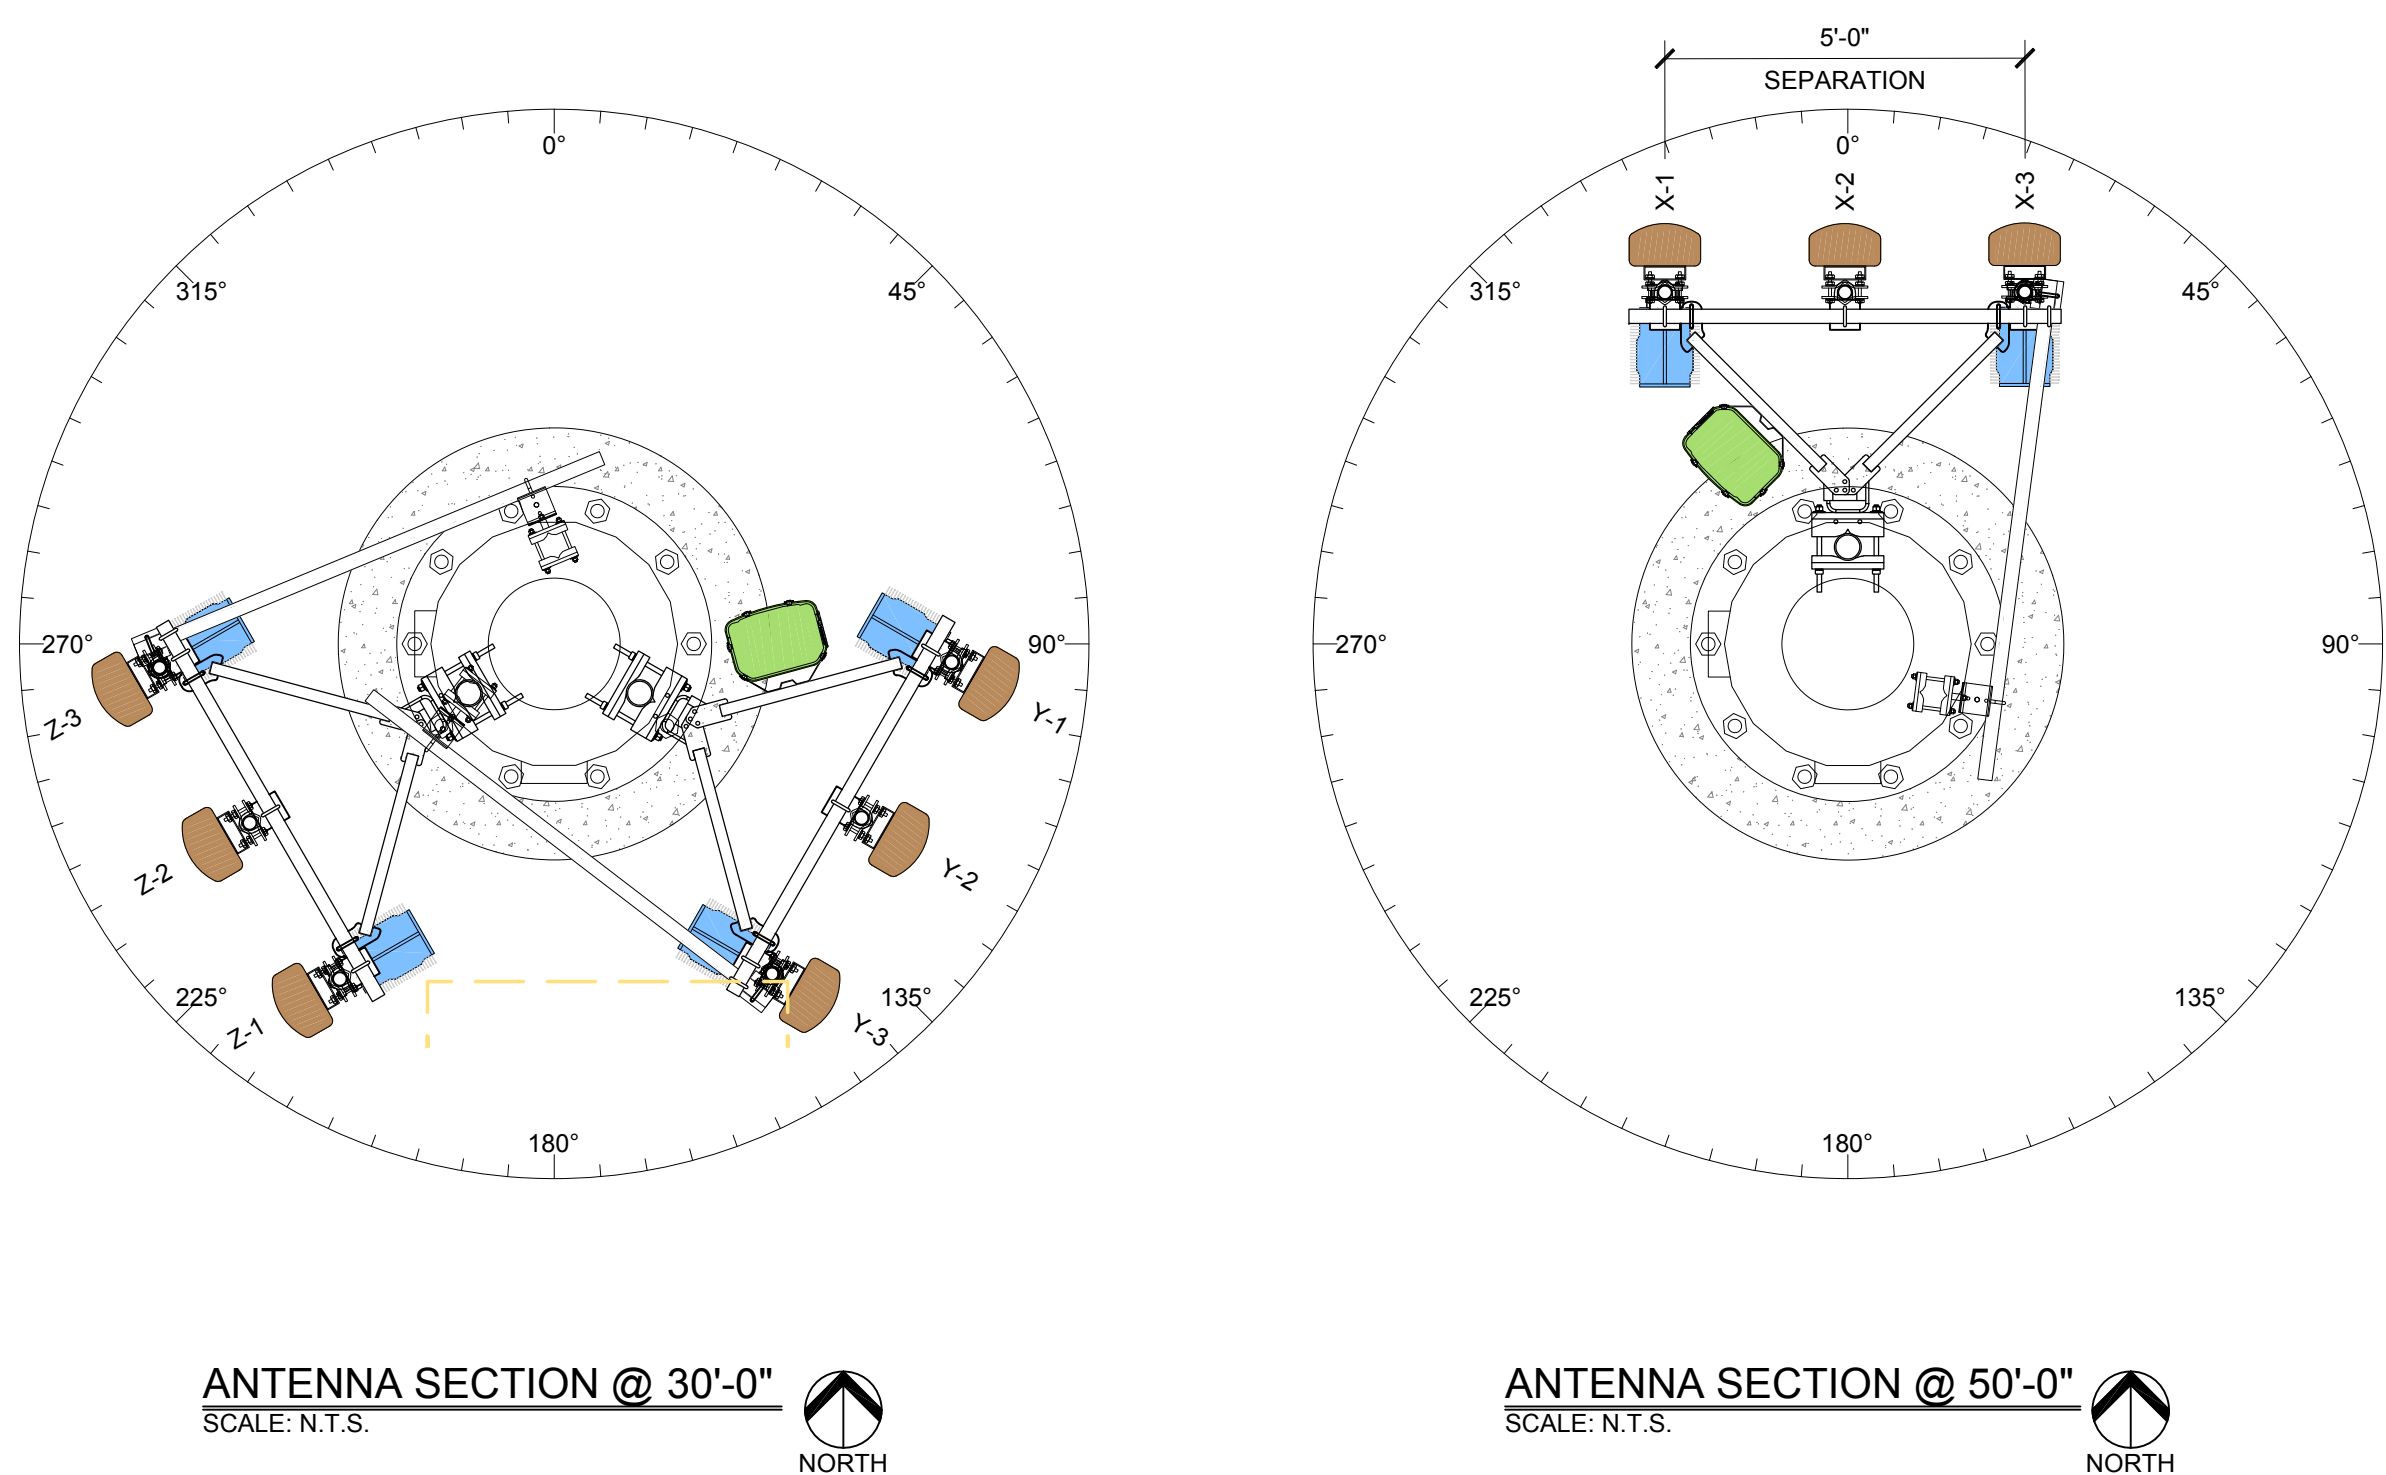 5'-0"
SEPARATION
0°
45°
90°
135°
180°
225°
270°
315°
Y-1
Y-2
Y-3
Z-1
Z-2
Z-3
0°
45°
90°
135°
180°
225°
270°
315°
X-1
X-2
X-3
ANTENNA SECTION @ 30'-0"
SCALE: N.T.S.
NORTH
ANTENNA SECTION @ 50'-0"
SCALE: N.T.S.
NORTH